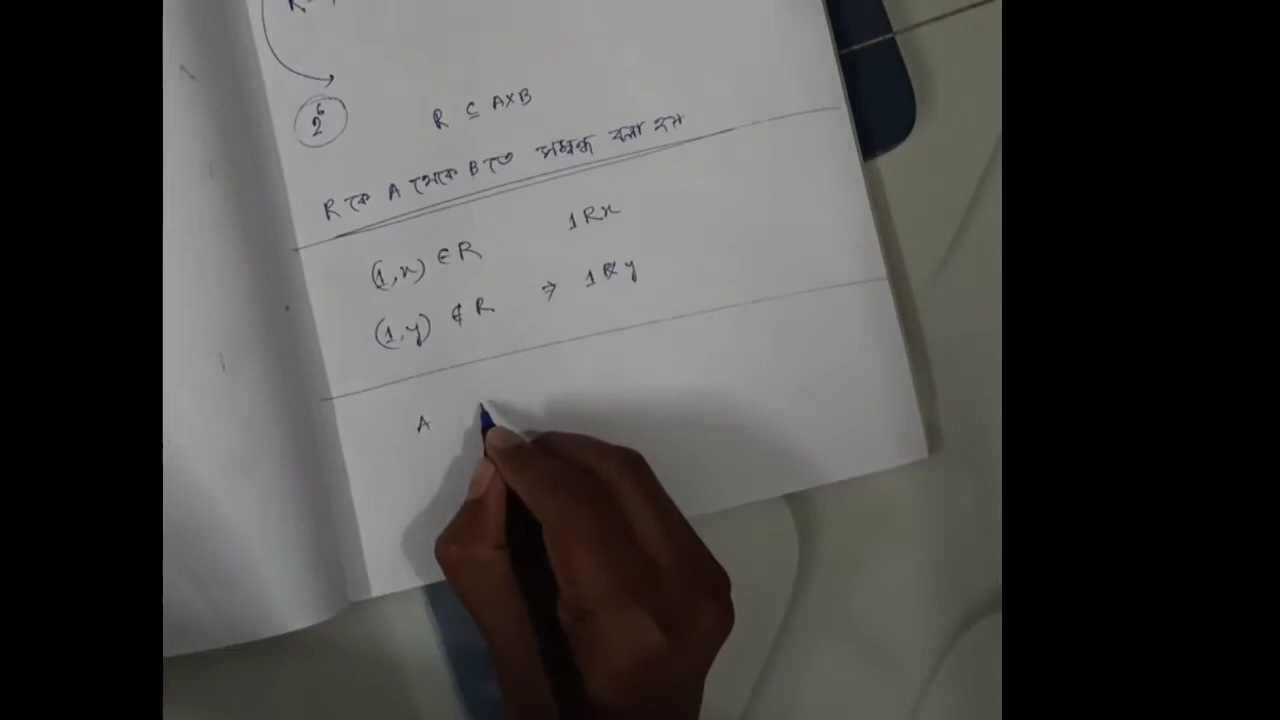 2⁶
R ⊆ A×B
R কে A থেকে B তে সম্বন্ধ বলা হয়
(1,x) ∈ R 1Rx
(1,y) ∉ R ⇒ 1R̸y
A